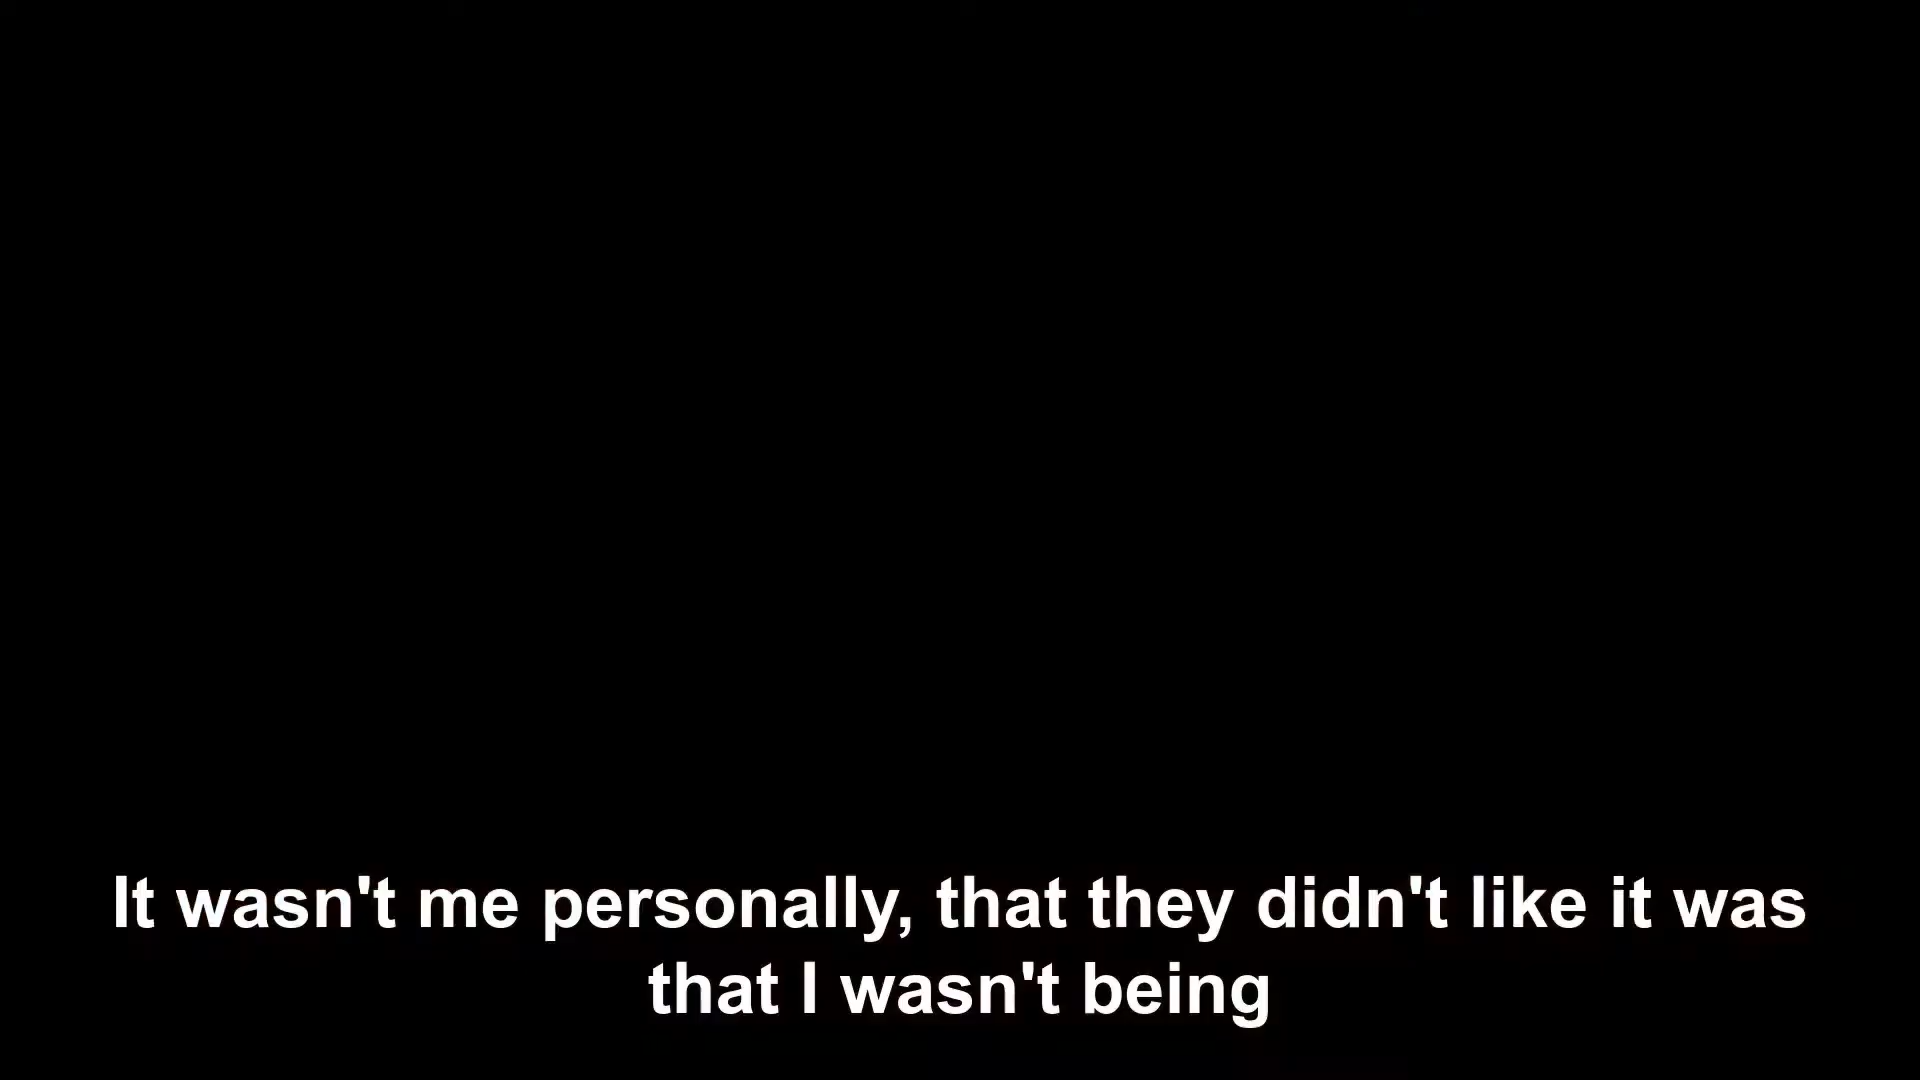 It wasn't me personally, that they didn't like it was
that I wasn't being